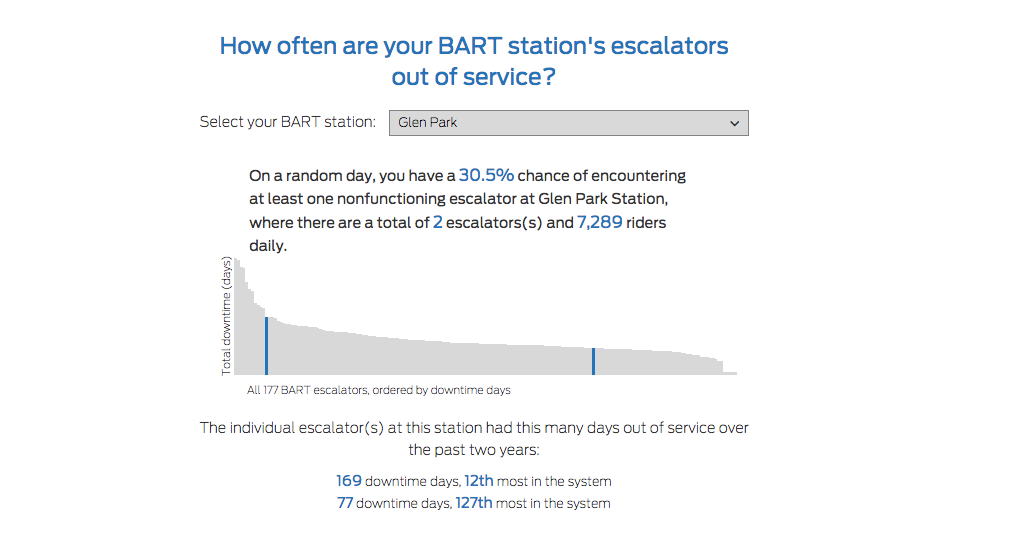 How often are your BART station's escalators
out of service?
Select your BART station: Glen Park
On a random day, you have a 30.5% chance of encountering
at least one nonfunctioning escalator at Glen Park Station,
where there are a total of 2 escalators(s) and 7,289 riders
daily.
Total downtime (days)
All 177 BART escalators, ordered by downtime days
The individual escalator(s) at this station had this many days out of service over
the past two years:
169 downtime days, 12th most in the system
77 downtime days, 127th most in the system